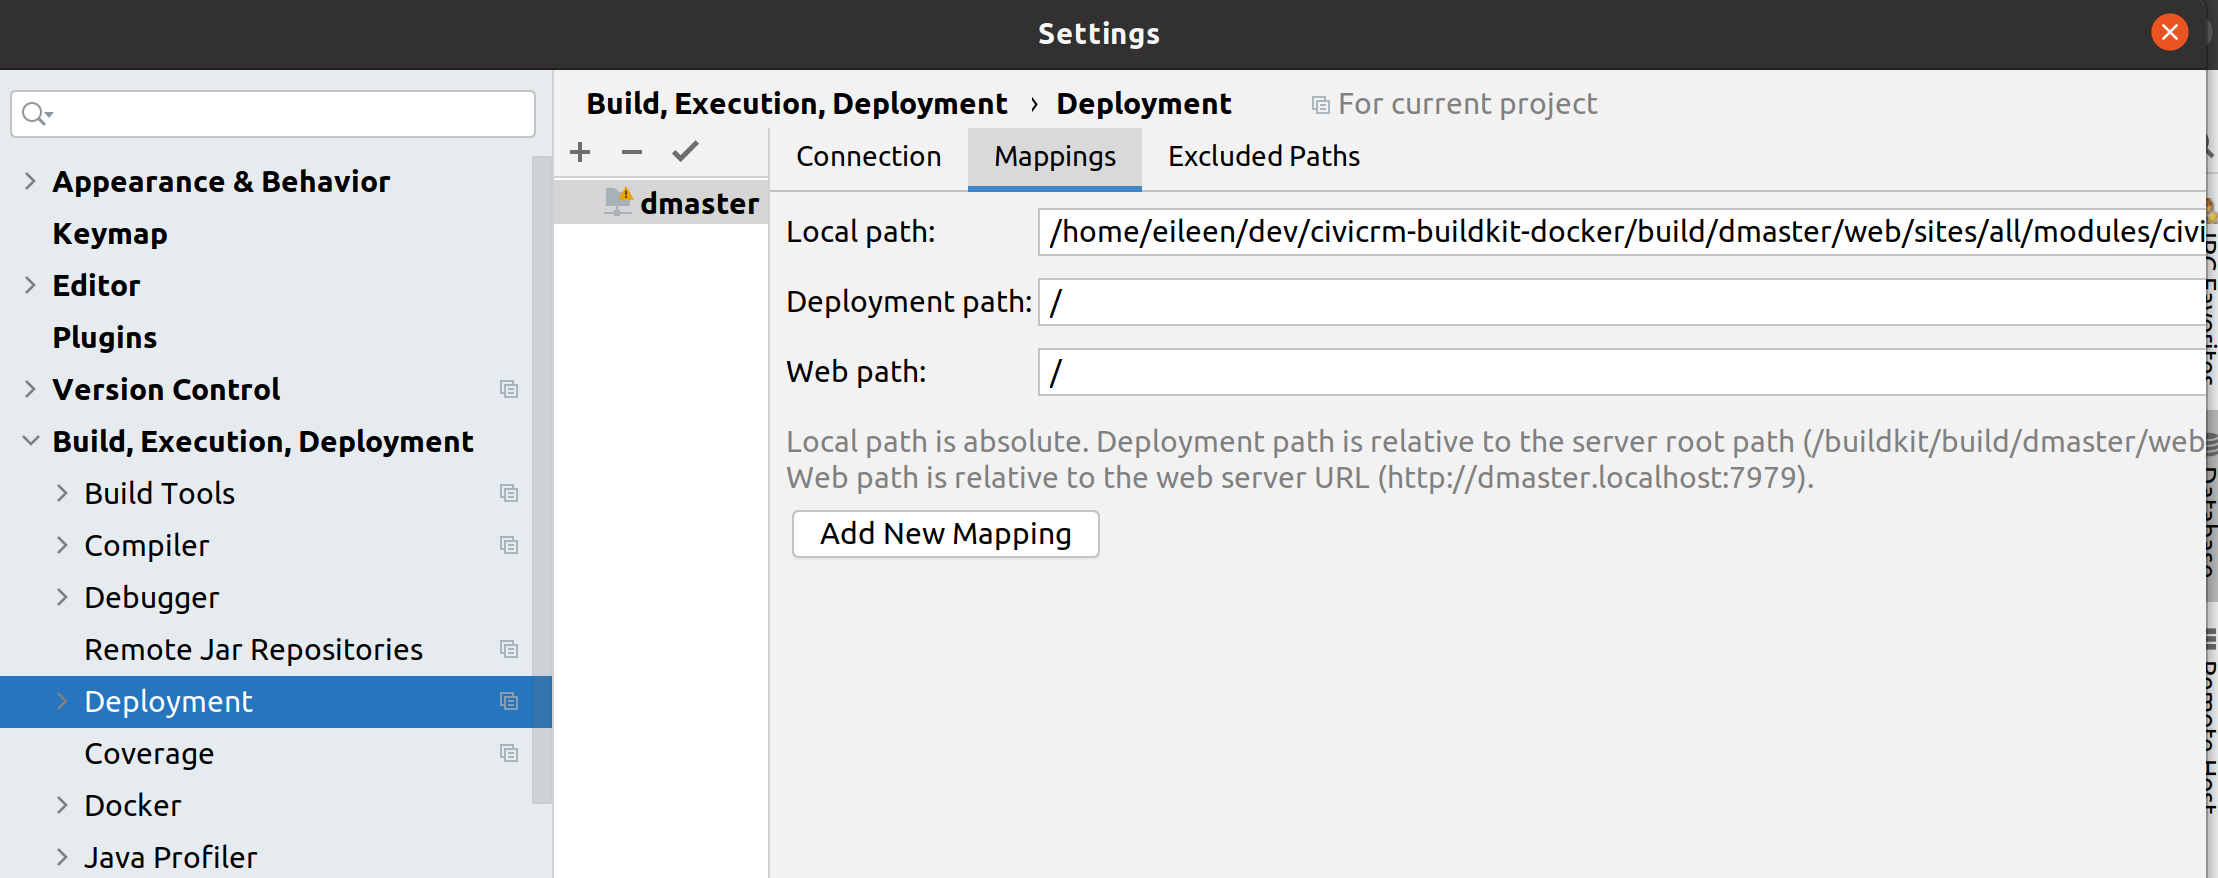 Settings
Build, Execution, Deployment › Deployment For current project
Connection Mappings Excluded Paths
dmaster
Appearance & Behavior
Keymap
Editor
Plugins
Version Control
Build, Execution, Deployment
Build Tools
Compiler
Debugger
Remote Jar Repositories
Deployment
Coverage
Docker
Java Profiler
Local path: /home/eileen/dev/civicrm-buildkit-docker/build/dmaster/web/sites/all/modules/civi
Deployment path: /
Web path: /
Local path is absolute. Deployment path is relative to the server root path (/buildkit/build/dmaster/web
Web path is relative to the web server URL (http://dmaster.localhost:7979).
Add New Mapping
Favorites
Database
Remote Host